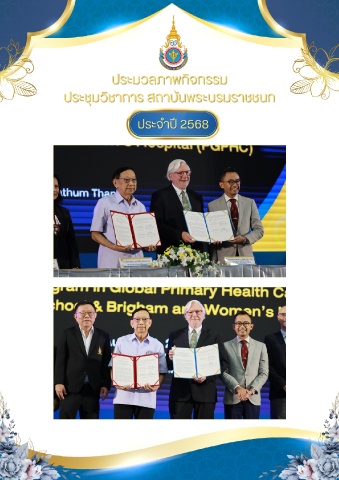 ประมวลภาพกิจกรรม
ประชุมวิชาการ สถาบันพระบรมราชชนก
ประจำปี 2568
Hospital (PGPHC)
Pathum Than
ogram in Global Primary Health Ca
School & Brigham and Women's